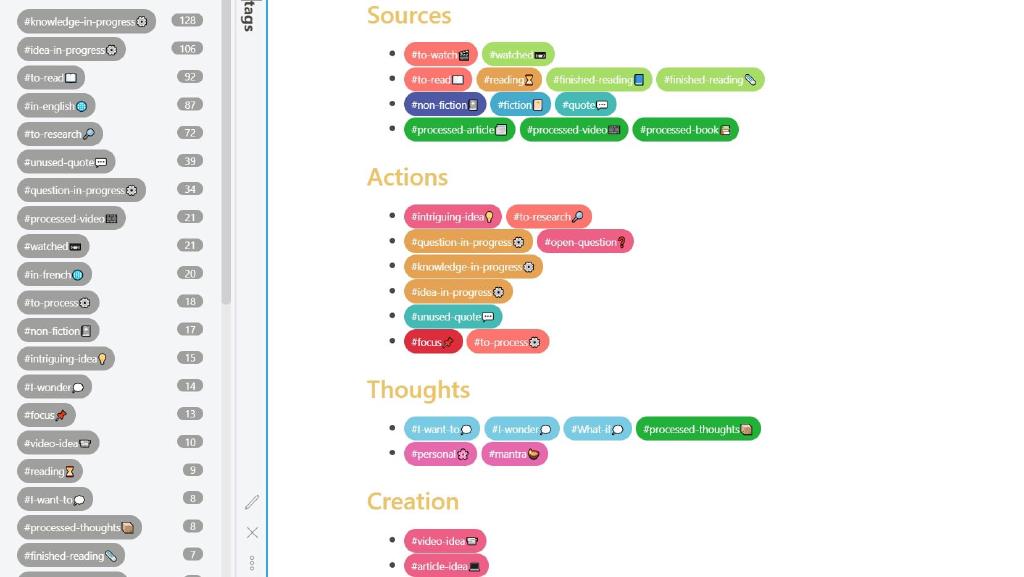 #knowledge-in-progress⚙ 128
#idea-in-progress⚙ 106
#to-read📖 92
#in-english🌐 87
#to-research🔎 72
#unused-quote💬 39
#question-in-progress⚙ 34
#processed-video🎞 21
#watched📼 21
#in-french🌐 20
#to-process⚙ 18
#non-fiction📓 17
#intriguing-idea💡 15
#I-wonder💭 14
#focus📌 13
#video-idea📽 10
#reading⏳ 9
#I-want-to💭 8
#processed-thoughts 8
#finished-reading📎 7
tags
Sources
#to-watch🎬 #watched📼
#to-read📖 #reading⏳ #finished-reading📘 #finished-reading📎
#non-fiction📓 #fiction #quote💬
#processed-article #processed-video🎞 #processed-book
Actions
#intriguing-idea💡 #to-research🔎
#question-in-progress⚙ #open-question❓
#knowledge-in-progress⚙
#idea-in-progress⚙
#unused-quote💬
#focus📌 #to-process⚙
Thoughts
#I-want-to💭 #I-wonder💭 #What-if💭 #processed-thoughts
#personal #mantra
Creation
#video-idea📽
#article-idea💻